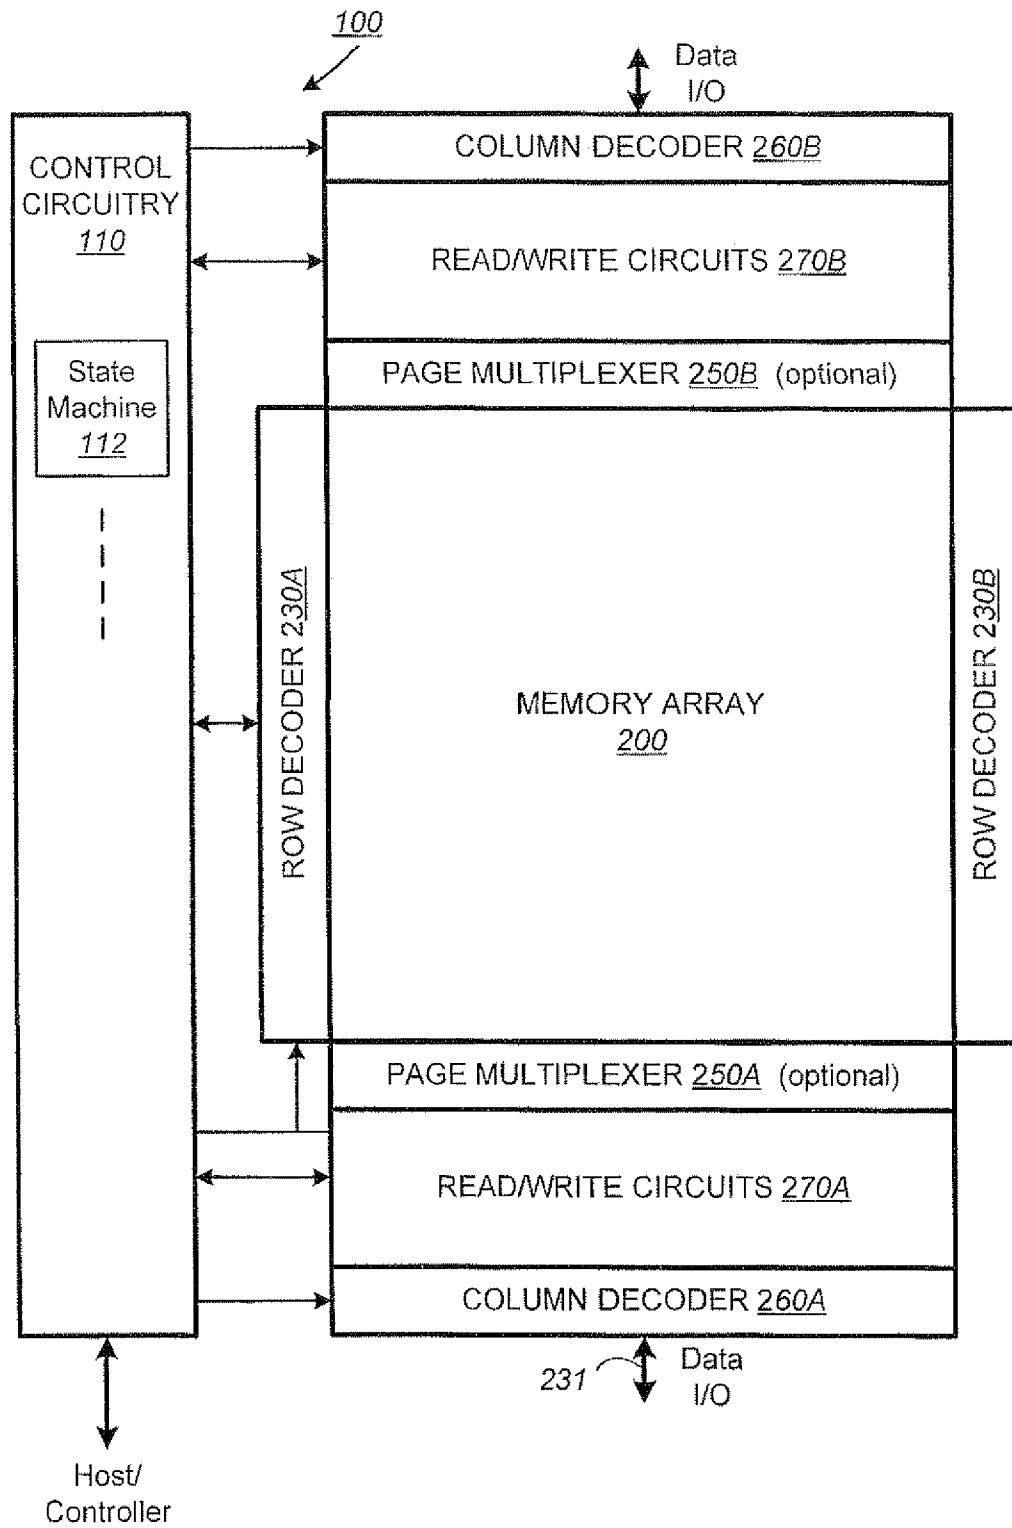 100
Data
I/O
COLUMN DECODER 260B
CONTROL
CIRCUITRY
110
READ/WRITE CIRCUITS 270B
State
Machine
112
PAGE MULTIPLEXER 250B (optional)
ROW DECODER 230A
MEMORY ARRAY
200
ROW DECODER 230B
PAGE MULTIPLEXER 250A (optional)
READ/WRITE CIRCUITS 270A
COLUMN DECODER 260A
231
Data
I/O
Host/
Controller